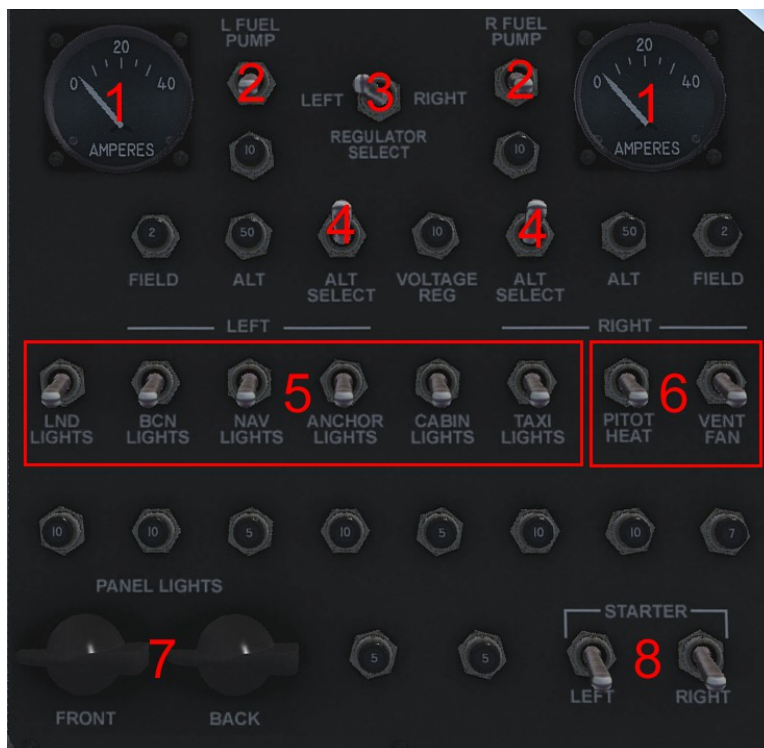 L FUEL
PUMP
R FUEL
PUMP
20
0 40
1
AMPERES
2
LEFT 3 RIGHT
REGULATOR
SELECT
2
20
0 40
1
AMPERES
10
10
2
50
4
10
4
50
2
FIELD
ALT
ALT
SELECT
VOLTAGE
REG
ALT
SELECT
ALT
FIELD
LEFT
RIGHT
5
6
LND
LIGHTS
BCN
LIGHTS
NAV
LIGHTS
ANCHOR
LIGHTS
CABIN
LIGHTS
TAXI
LIGHTS
PITOT
HEAT
VENT
FAN
10
10
5
10
5
10
10
7
PANEL LIGHTS
7
FRONT
BACK
5
5
STARTER
8
LEFT
RIGHT